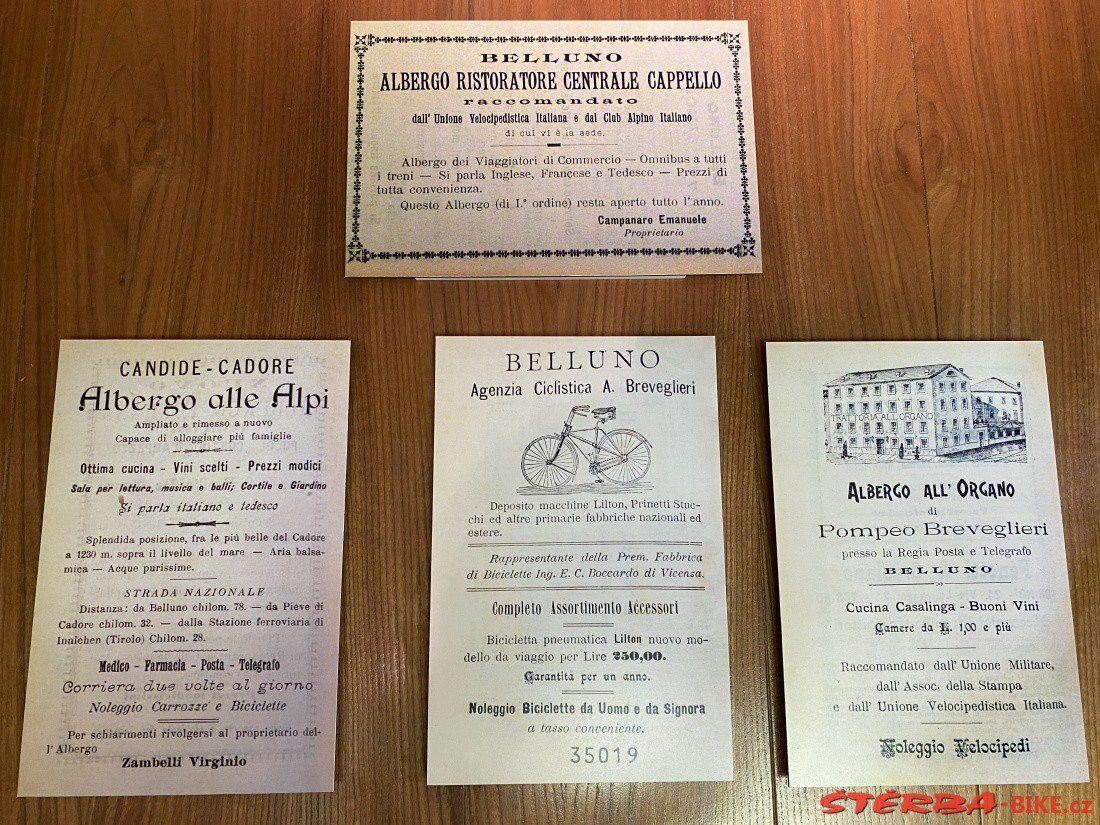 BELLUNO
ALBERGO RISTORATORE CENTRALE CAPPELLO
raccomandato
dall' Unione Velocipedistica Italiana e dal Club Alpino Italiano
di cui vi è la sede.
Albergo dei Viaggiatori di Commercio — Omnibus a tutti
i treni — Si parla Inglese, Francese e Tedesco — Prezzi di
tutta convenienza.
Questo Albergo (di I.° ordine) resta aperto tutto l'anno.
Campanaro Emanuele
Proprietario
CANDIDE - CADORE
Albergo alle Alpi
Ampliato e rimesso a nuovo
Capace di alloggiare più famiglie
Ottima cucina - Vini scelti - Prezzi modici
Sala per lettura, musica e balli; Cortile e Giardino
Si parla italiano e tedesco
Splendida posizione, fra le più belle del Cadore
a 1230 m. sopra il livello del mare — Aria balsa-
mica — Acque purissime.
STRADA NAZIONALE
Distanza: da Belluno chilom. 78. — da Pieve di
Cadore chilom. 32. — dalla Stazione ferroviaria di
Innichen (Tirolo) Chilom. 28.
Medico - Farmacia - Posta - Telegrafo
Corriera due volte al giorno
Noleggio Carrozze e Biciclette
Per schiarimenti rivolgersi al proprietario del-
l'Albergo
Zambelli Virginio
BELLUNO
Agenzia Ciclistica A. Breveglieri
Deposito macchine Lilton, Prinetti Stuc-
chi ed altre primarie fabbriche nazionali ed
estere.
Rappresentante della Prem. Fabbrica
di Biciclette Ing. E. C. Boccardo di Vicenza.
Completo Assortimento Accessori
Bicicletta pneumatica Lilton nuovo mo-
dello da viaggio per Lire 250,00.
Garantita per un anno.
Noleggio Biciclette da Uomo e da Signora
a tasso conveniente.
35019
TRATTORIA ALL'ORGANO
ALBERGO ALL'ORGANO
di
Pompeo Breveglieri
presso la Regia Posta e Telegrafo
BELLUNO
Cucina Casalinga - Buoni Vini
Camere da L. 1,00 e più
Raccomandato dall'Unione Militare,
dall'Assoc. della Stampa
e dall'Unione Velocipedistica Italiana.
Noleggio Velocipedi
ŠTĚRBA-BIKE.cz